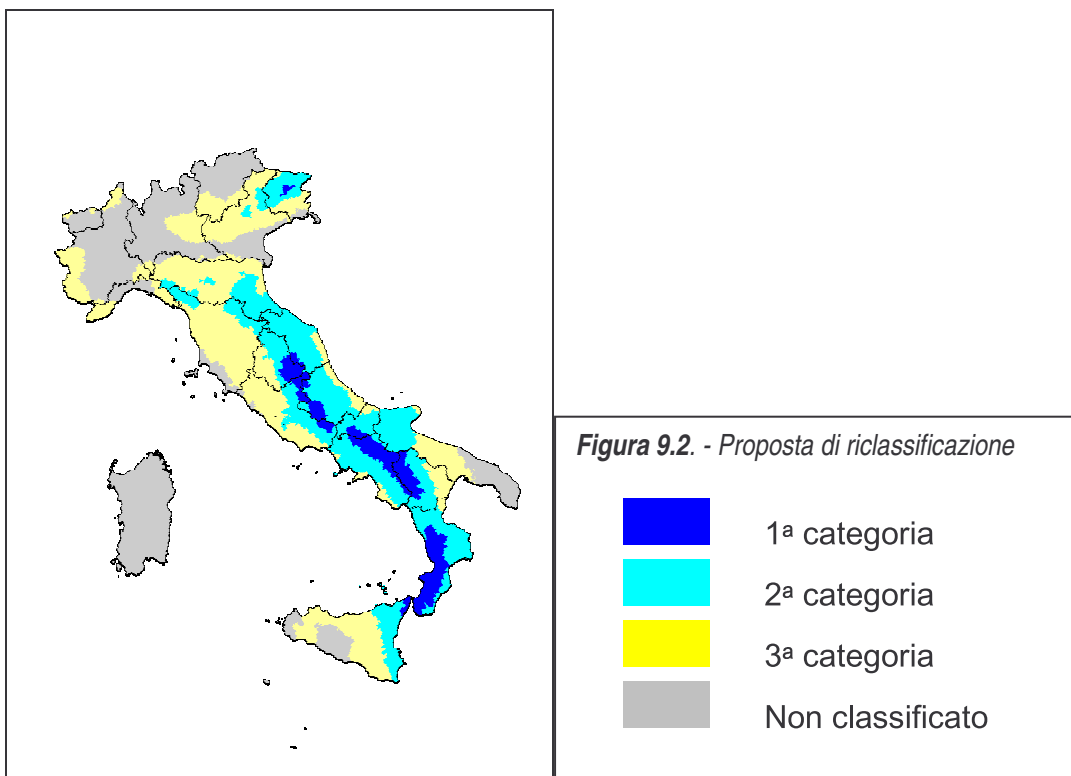 Figura 9.2. - Proposta di riclassificazione
1ª categoria
2ª categoria
3ª categoria
Non classificato